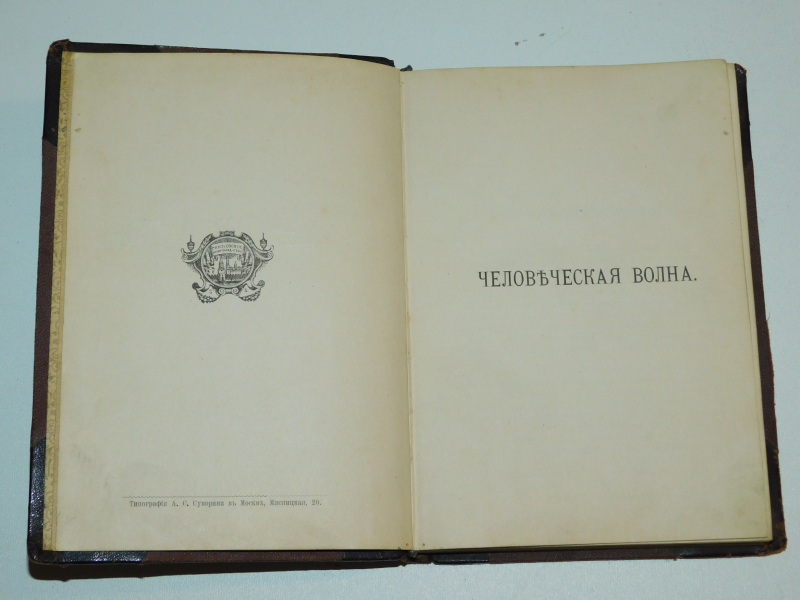 Типографія А. С. Суворина въ Москвѣ, Мясницкая, 20.
ЧЕЛОВѢЧЕСКАЯ ВОЛНА.